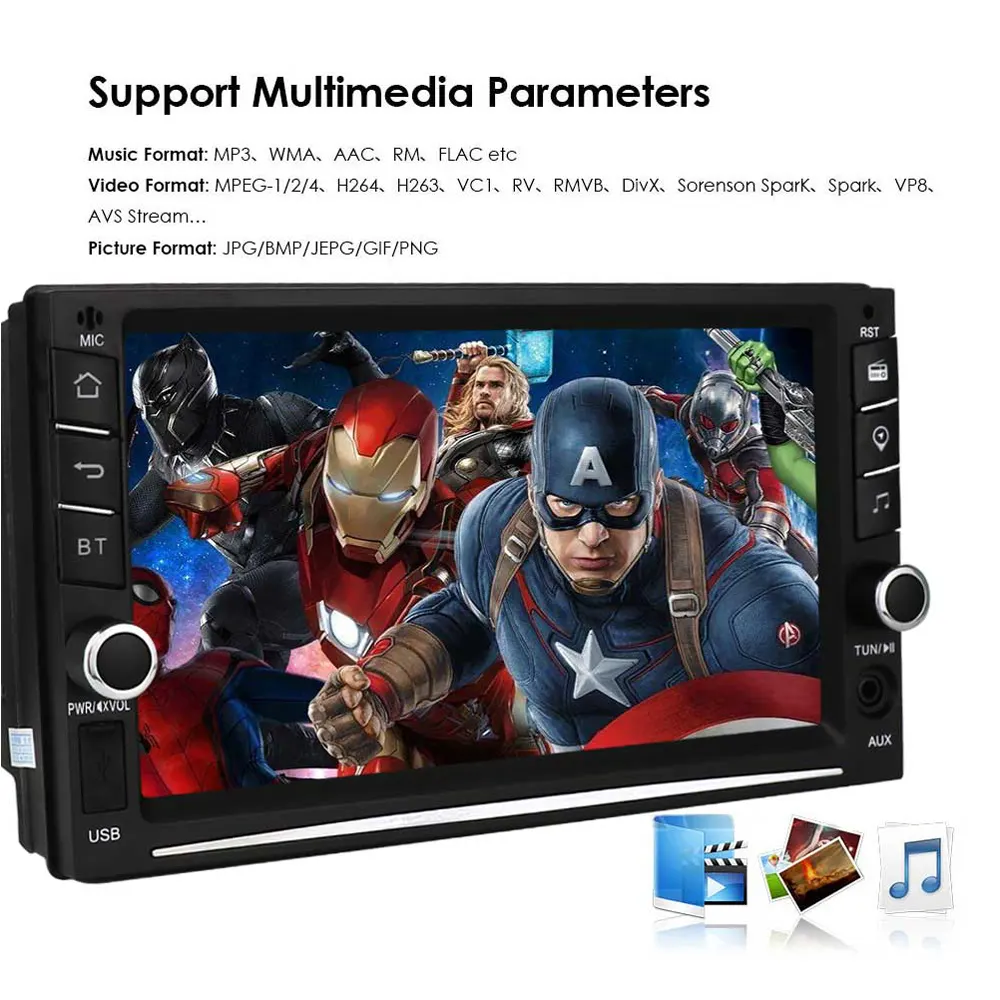 Support Multimedia Parameters
Music Format: MP3、WMA、AAC、RM、FLAC etc
Video Format: MPEG-1/2/4、H264、H263、VC1、RV、RMVB、DivX、Sorenson SparK、Spark、VP8、
AVS Stream...
Picture Format: JPG/BMP/JEPG/GIF/PNG
MIC
RST
A
BT
TUN/
PWR/ VOL
AUX
USB